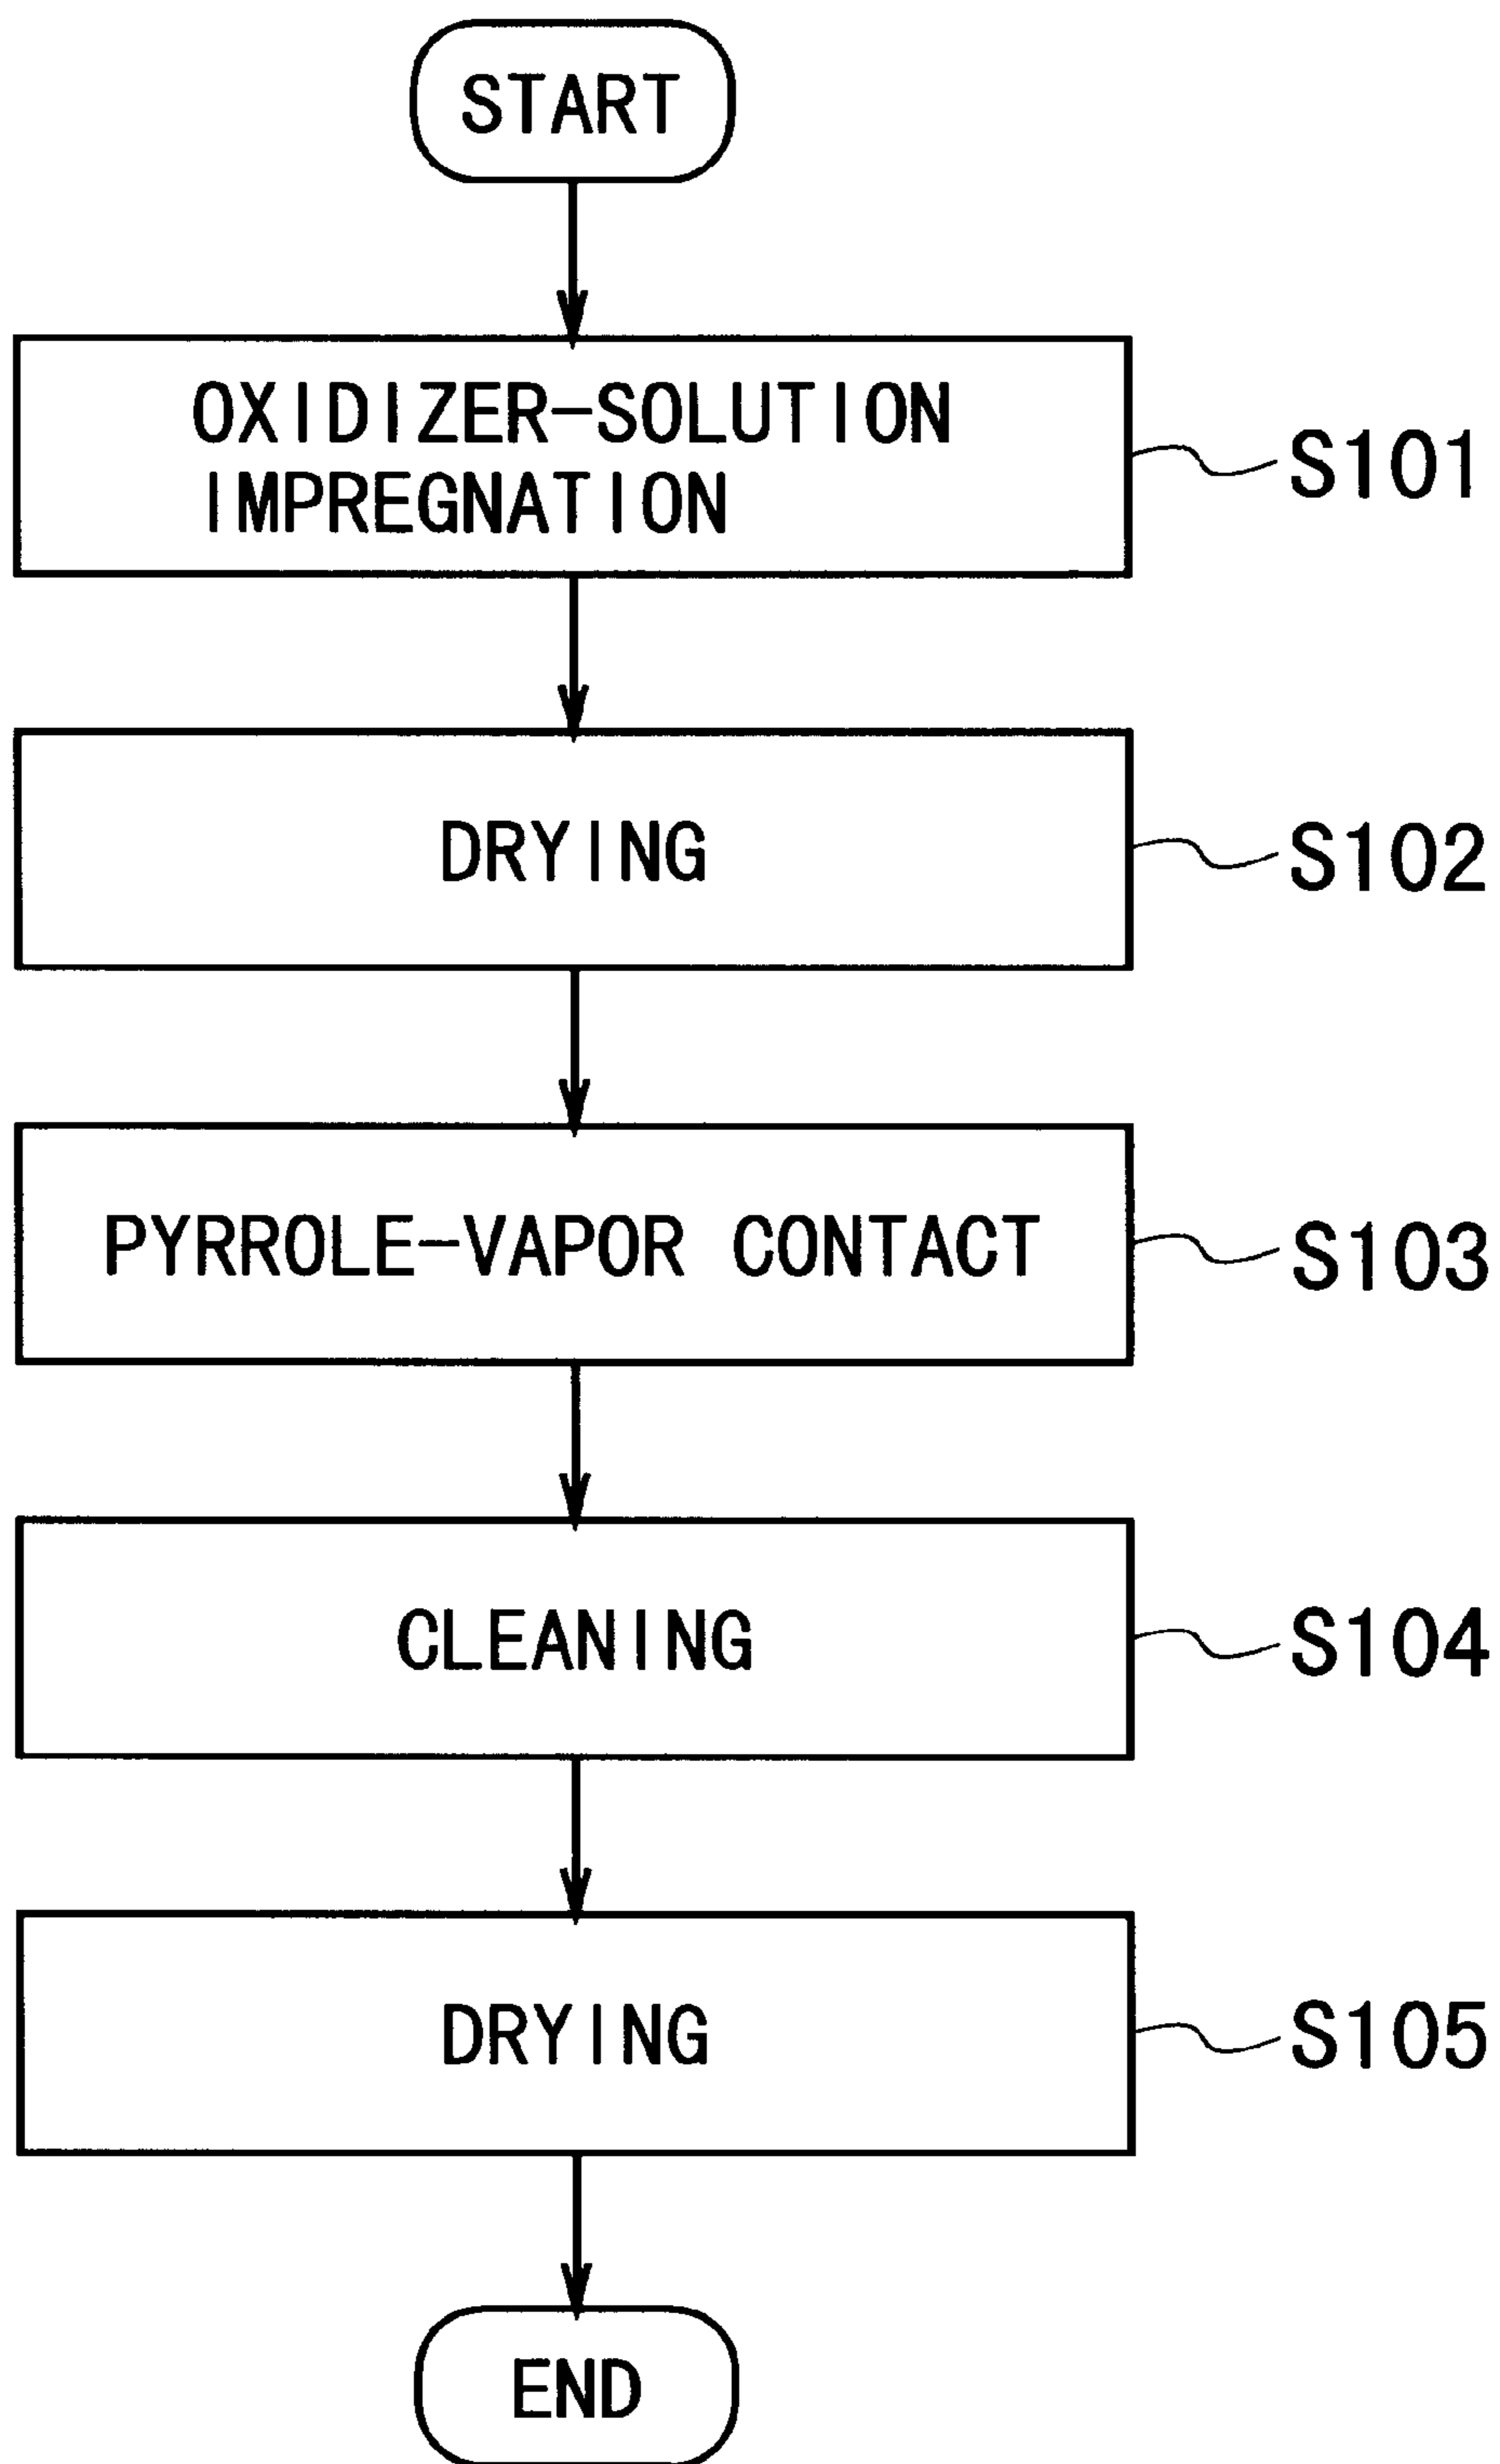 START
OXIDIZER-SOLUTION
IMPREGNATION
S101
DRYING
S102
PYRROLE-VAPOR CONTACT
S103
CLEANING
S104
DRYING
S105
END